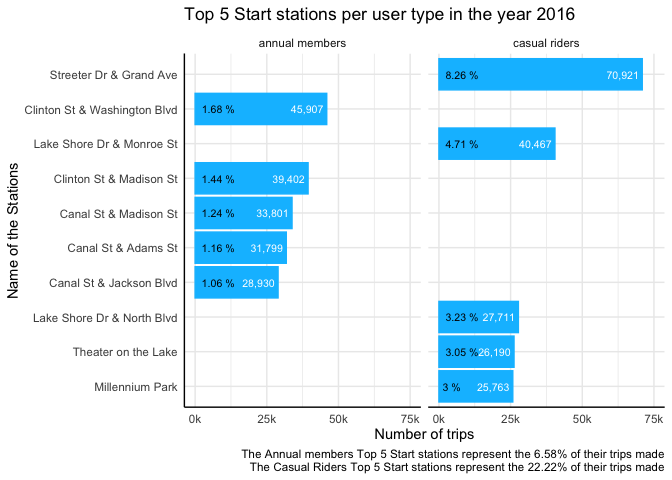 Top 5 Start stations per user type in the year 2016
annual members
casual riders
Name of the Stations
Streeter Dr & Grand Ave
8.26 %
70,921
Clinton St & Washington Blvd
1.68 %
45,907
Lake Shore Dr & Monroe St
4.71 %
40,467
Clinton St & Madison St
1.44 %
39,402
Canal St & Madison St
1.24 %
33,801
Canal St & Adams St
1.16 %
31,799
Canal St & Jackson Blvd
1.06 %
28,930
Lake Shore Dr & North Blvd
3.23 %
27,711
Theater on the Lake
3.05 %
26,190
Millennium Park
3 %
25,763
0k
25k
50k
75k
0k
25k
50k
75k
Number of trips
The Annual members Top 5 Start stations represent the 6.58% of their trips made
The Casual Riders Top 5 Start stations represent the 22.22% of their trips made